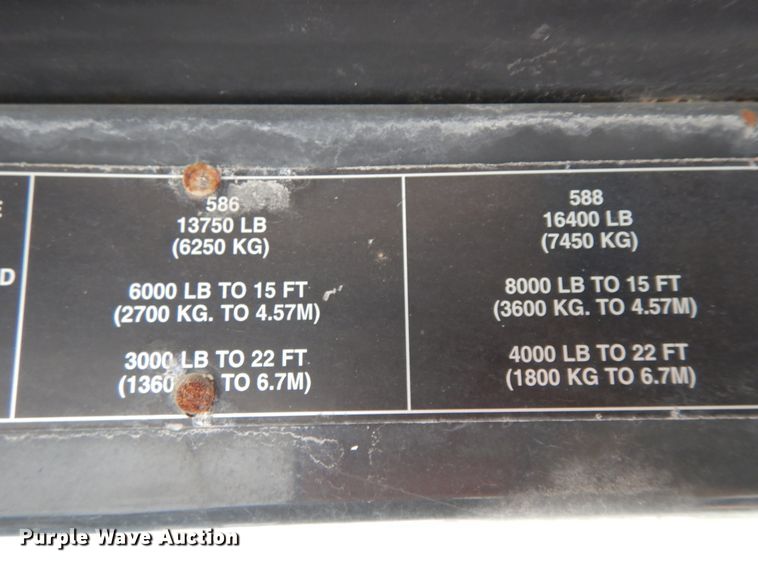 E
D
586
13750 LB
(6250 KG)
6000 LB TO 15 FT
(2700 KG. TO 4.57M)
3000 LB TO 22 FT
(1360 TO 6.7M)
588
16400 LB
(7450 KG)
8000 LB TO 15 FT
(3600 KG. TO 4.57M)
4000 LB TO 22 FT
(1800 KG TO 6.7M)
Purple Wave Auction